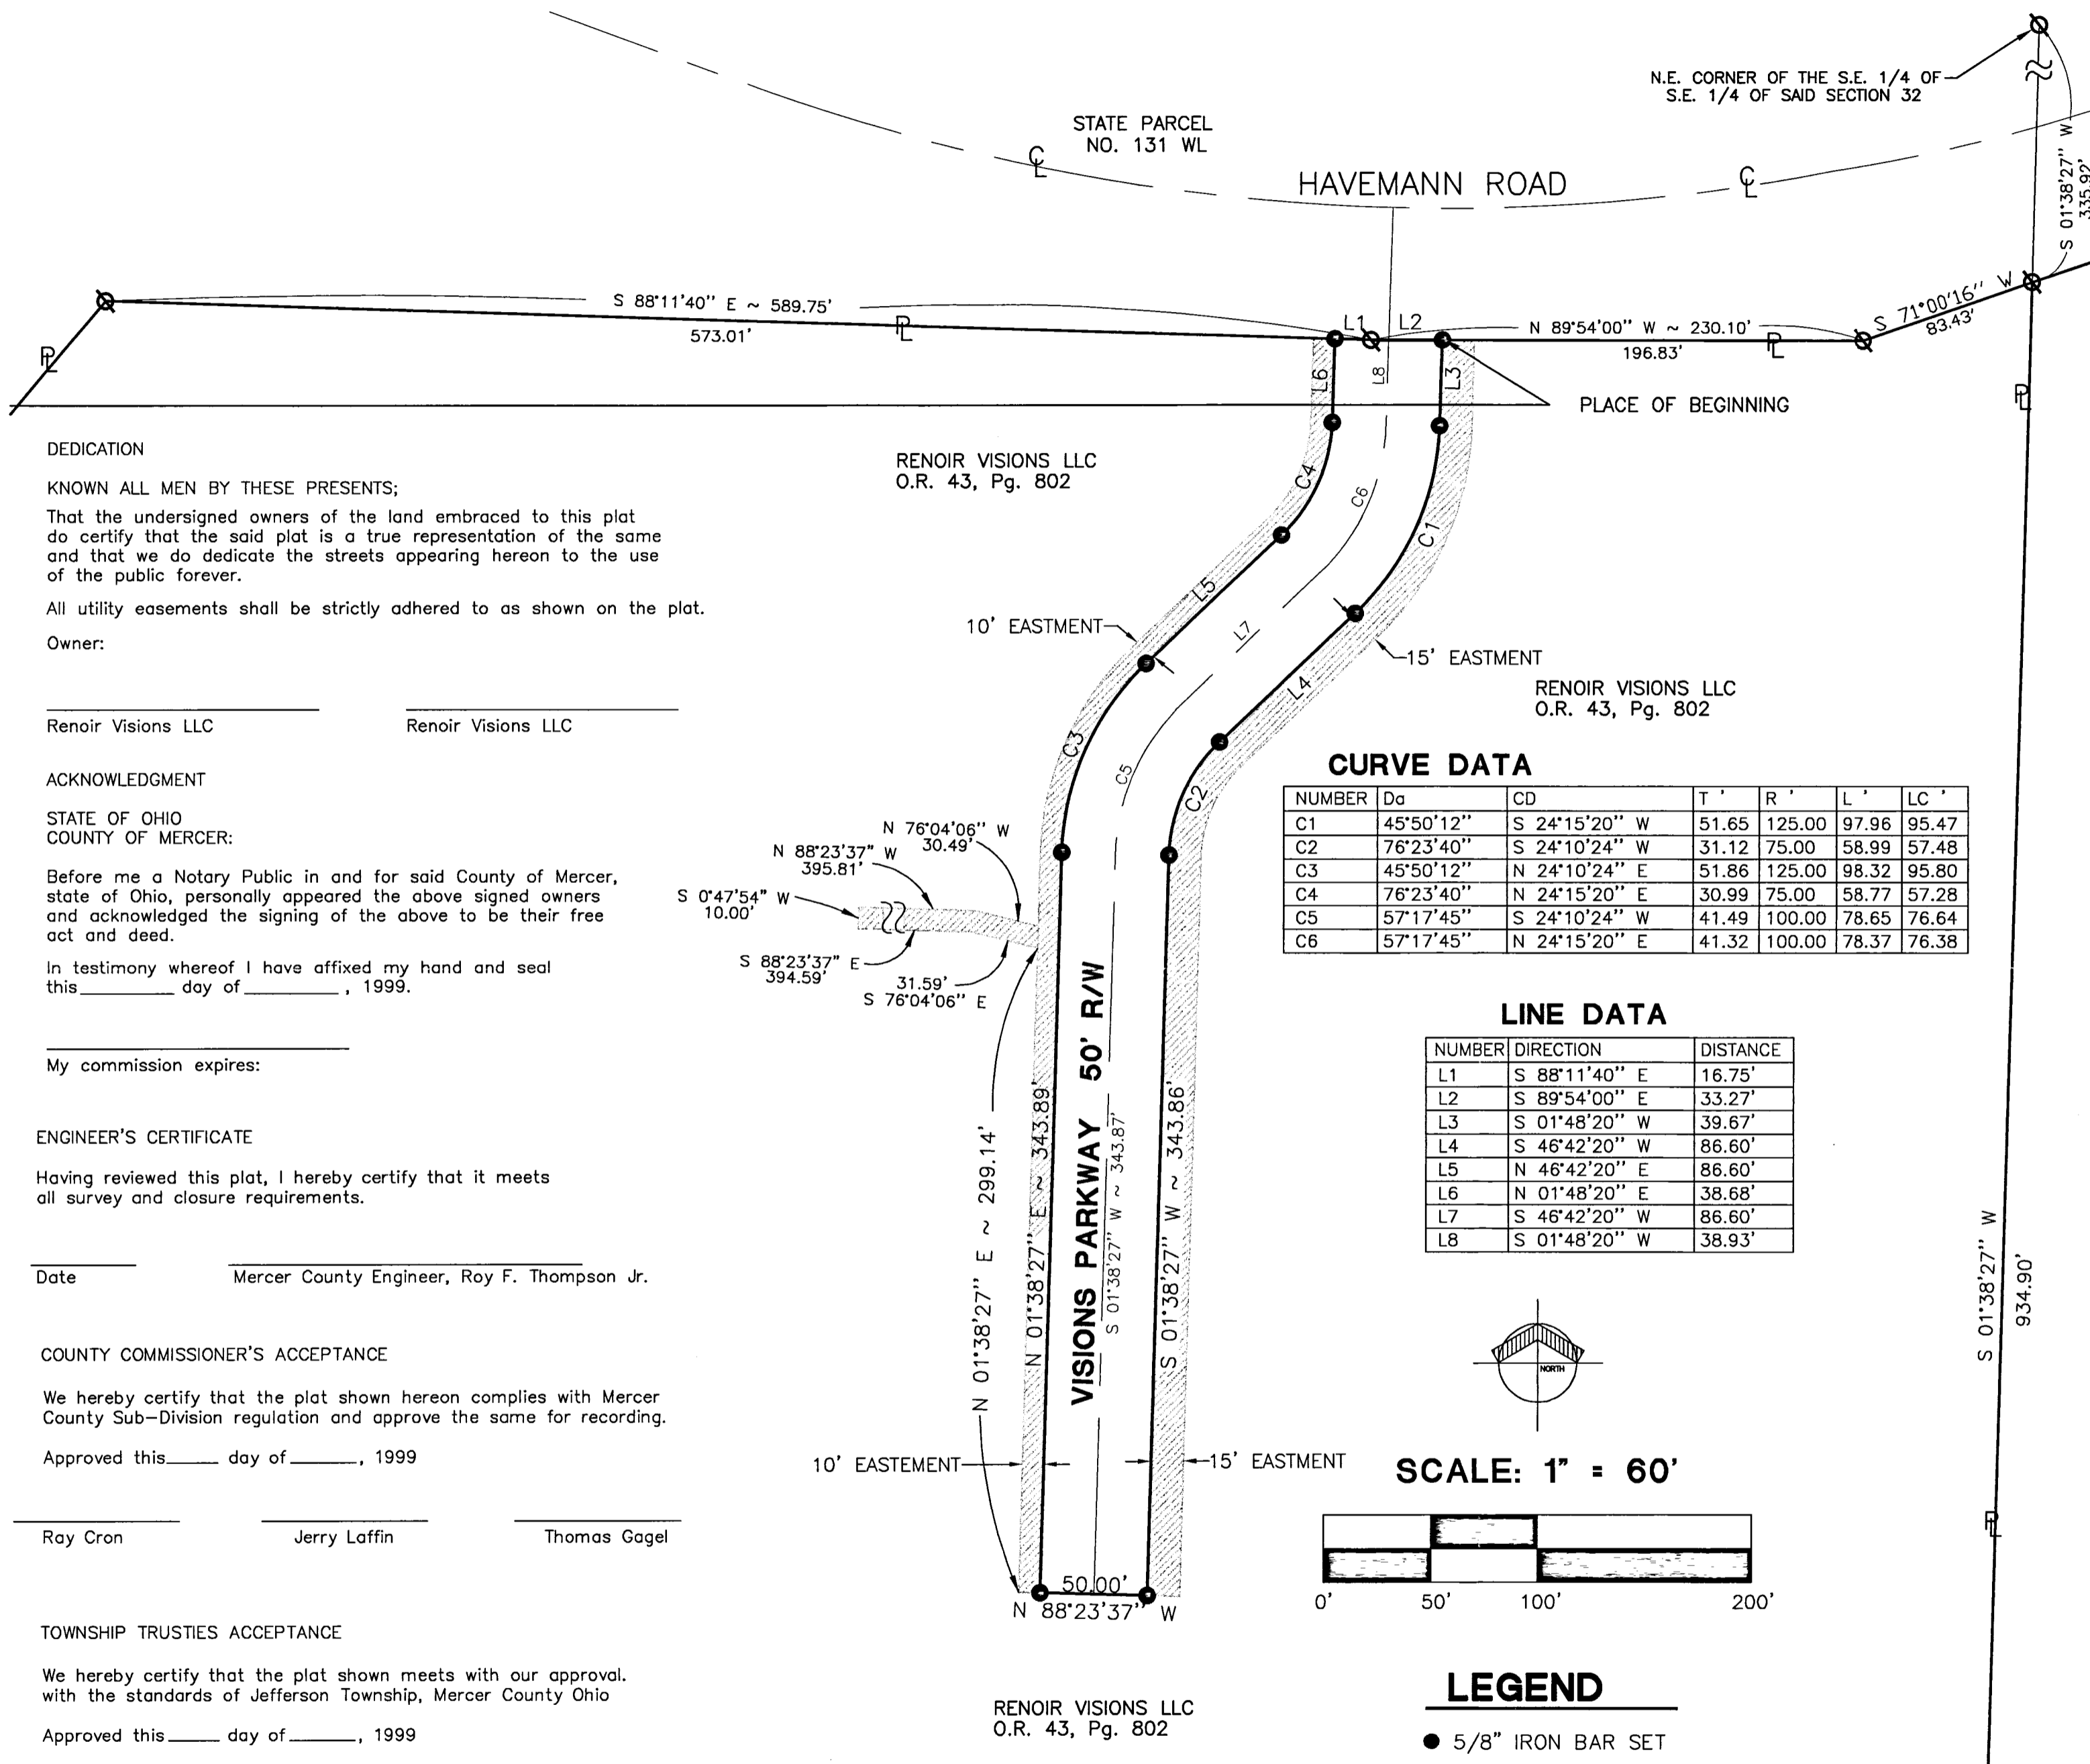 N.E. CORNER OF THE S.E. 1/4 OF
S.E. 1/4 OF SAID SECTION 32
STATE PARCEL
NO. 131 WL
HAVEMANN ROAD
S 01°38'27" W
335.92'
S 88°11'40" E ~ 589.75'
573.01'
L1
L2
N 89°54'00" W ~ 230.10'
196.83'
S 71°00'16" W
83.43'
L6
L8
L3
PLACE OF BEGINNING
DEDICATION
KNOWN ALL MEN BY THESE PRESENTS;
That the undersigned owners of the land embraced to this plat
do certify that the said plat is a true representation of the same
and that we do dedicate the streets appearing hereon to the use
of the public forever.
All utility easements shall be strictly adhered to as shown on the plat.
Owner:
Renoir Visions LLC Renoir Visions LLC
ACKNOWLEDGMENT
STATE OF OHIO
COUNTY OF MERCER:
Before me a Notary Public in and for said County of Mercer,
state of Ohio, personally appeared the above signed owners
and acknowledged the signing of the above to be their free
act and deed.
In testimony whereof I have affixed my hand and seal
this_________ day of_________, 1999.
My commission expires:
ENGINEER'S CERTIFICATE
Having reviewed this plat, I hereby certify that it meets
all survey and closure requirements.
Date Mercer County Engineer, Roy F. Thompson Jr.
COUNTY COMMISSIONER'S ACCEPTANCE
We hereby certify that the plat shown hereon complies with Mercer
County Sub-Division regulation and approve the same for recording.
Approved this_____ day of_____, 1999
Ray Cron Jerry Laffin Thomas Gagel
TOWNSHIP TRUSTIES ACCEPTANCE
We hereby certify that the plat shown meets with our approval.
with the standards of Jefferson Township, Mercer County Ohio
Approved this_____ day of_____, 1999
RENOIR VISIONS LLC
O.R. 43, Pg. 802
C4
C6
C1
L5
10' EASTMENT
L7
15' EASTMENT
L4
RENOIR VISIONS LLC
O.R. 43, Pg. 802
C3
C5
C2
N 76°04'06" W
30.49'
N 88°23'37" W
395.81'
S 0°47'54" W
10.00'
S 88°23'37" E
394.59'
31.59'
S 76°04'06" E
N 01°38'27" E ~ 299.14'
N 01°38'27" E ~ 343.89'
VISIONS PARKWAY 50' R/W
S 01°38'27" W ~ 343.87'
S 01°38'27" W ~ 343.86'
10' EASTEMENT
15' EASTMENT
50.00'
N 88°23'37" W
RENOIR VISIONS LLC
O.R. 43, Pg. 802
CURVE DATA
NUMBER Da CD T ' R ' L ' LC '
C1 45°50'12" S 24°15'20" W 51.65 125.00 97.96 95.47
C2 76°23'40" S 24°10'24" W 31.12 75.00 58.99 57.48
C3 45°50'12" N 24°10'24" E 51.86 125.00 98.32 95.80
C4 76°23'40" N 24°15'20" E 30.99 75.00 58.77 57.28
C5 57°17'45" S 24°10'24" W 41.49 100.00 78.65 76.64
C6 57°17'45" N 24°15'20" E 41.32 100.00 78.37 76.38
LINE DATA
NUMBER DIRECTION DISTANCE
L1 S 88°11'40" E 16.75'
L2 S 89°54'00" E 33.27'
L3 S 01°48'20" W 39.67'
L4 S 46°42'20" W 86.60'
L5 N 46°42'20" E 86.60'
L6 N 01°48'20" E 38.68'
L7 S 46°42'20" W 86.60'
L8 S 01°48'20" W 38.93'
S 01°38'27" W
934.90'
NORTH
SCALE: 1" = 60'
0' 50' 100' 200'
LEGEND
5/8" IRON BAR SET